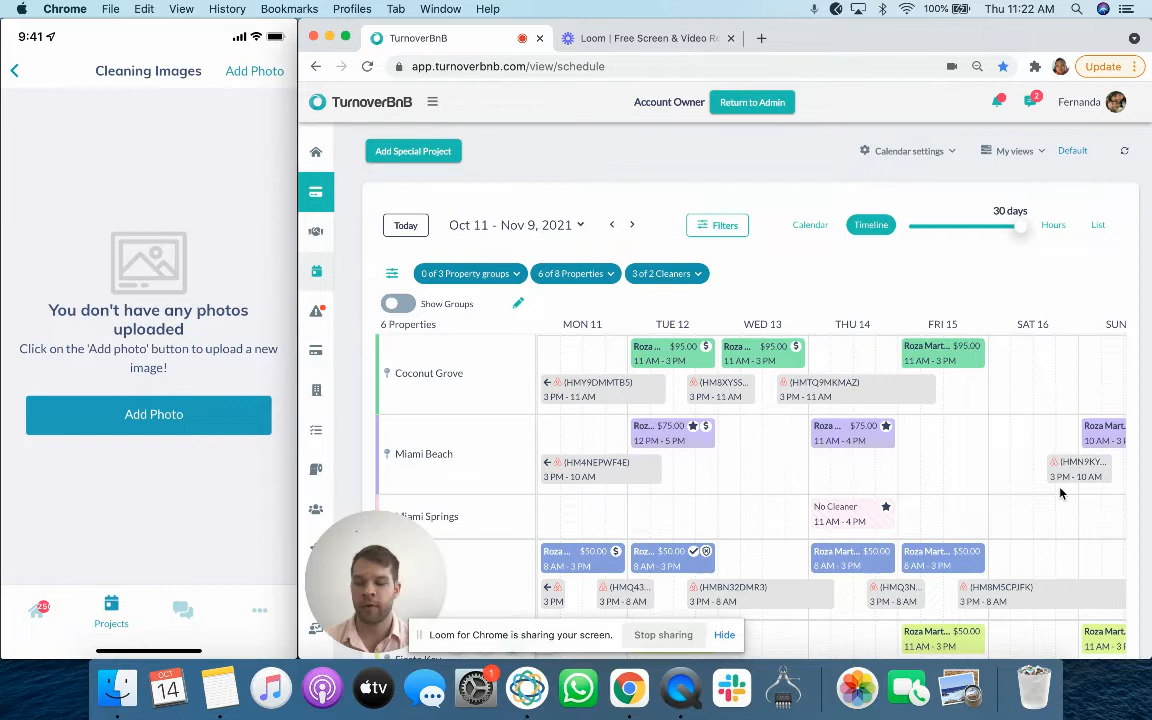 Chrome File Edit View History Bookmarks Profiles Tab Window Help 100% Thu 11:22 AM
9:41
Cleaning Images Add Photo
You don't have any photos
uploaded
Click on the 'Add photo' button to upload a new
image!
Add Photo
250
Projects
TurnoverBnB
Loom | Free Screen & Video Re
app.turnoverbnb.com/view/schedule
Update
TurnoverBnB
Account Owner Return to Admin
2
Fernanda
Add Special Project
Calendar settings My views Default
Today Oct 11 - Nov 9, 2021 Filters Calendar Timeline 30 days Hours List
0 of 3 Property groups 6 of 8 Properties 3 of 2 Cleaners
Show Groups
6 Properties MON 11 TUE 12 WED 13 THU 14 FRI 15 SAT 16 SUN
Coconut Grove
Roza ... $95.00 $
11 AM - 3 PM
Roza ... $95.00 $
11 AM - 3 PM
Roza Mart... $95.00
11 AM - 3 PM
(HMY9DMMTB5)
3 PM - 11 AM
(HM8XYSS...
3 PM - 11 AM
(HMTQ9MKMAZ)
3 PM - 11 AM
Miami Beach
Roz... $75.00 $
12 PM - 5 PM
Roza ... $75.00
11 AM - 4 PM
Roza Mart.
10 AM - 3 P
(HM4NEPWF4E)
3 PM - 10 AM
(HMN9KY...
3 PM - 10 AM
Miami Springs
No Cleaner
11 AM - 4 PM
Roza ... $50.00 $
8 AM - 3 PM
Roz... $50.00
8 AM - 3 PM
Roza Mart... $50.00
8 AM - 3 PM
Roza Mart... $50.00
8 AM - 3 PM
3 PM
(HMQ43...
3 PM - 8 AM
(HMBN32DMR3)
3 PM - 8 AM
(HMQ3N...
3 PM - 8 AM
(HM8M5CPJFK)
3 PM - 8 AM
Roza Mart... $50.00
11 AM - 3 PM
Roza Mart.
11 AM - 3 P
Loom for Chrome is sharing your screen. Stop sharing Hide
OCT
14
tv
1